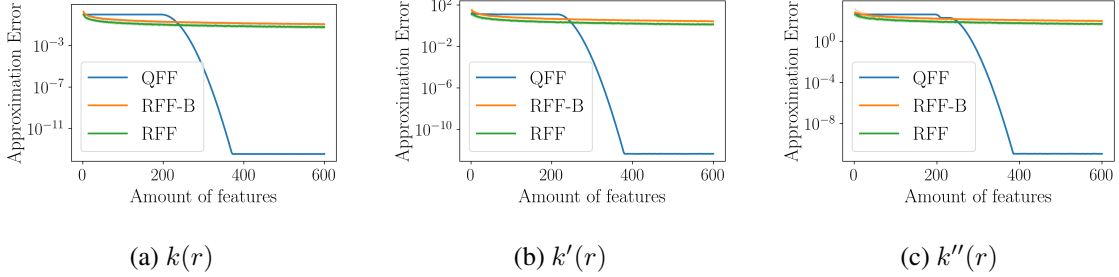 Approximation Error
10^{-3}
10^{-7}
10^{-11}
QFF
RFF-B
RFF
0 200 400 600
Amount of features
(a) k(r)
Approximation Error
10^{2}
10^{-2}
10^{-6}
10^{-10}
QFF
RFF-B
RFF
0 200 400 600
Amount of features
(b) k′(r)
Approximation Error
10^{0}
10^{-4}
10^{-8}
QFF
RFF-B
RFF
0 200 400 600
Amount of features
(c) k′′(r)